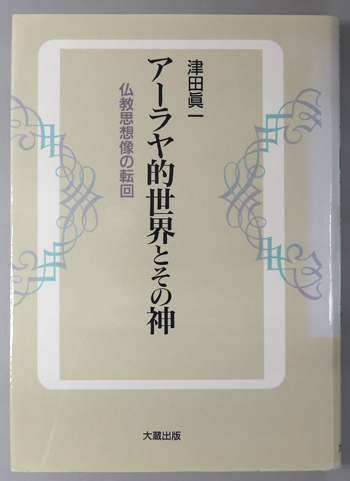 津田眞一
アーラヤ的世界とその神
仏教思想像の転回
大蔵出版